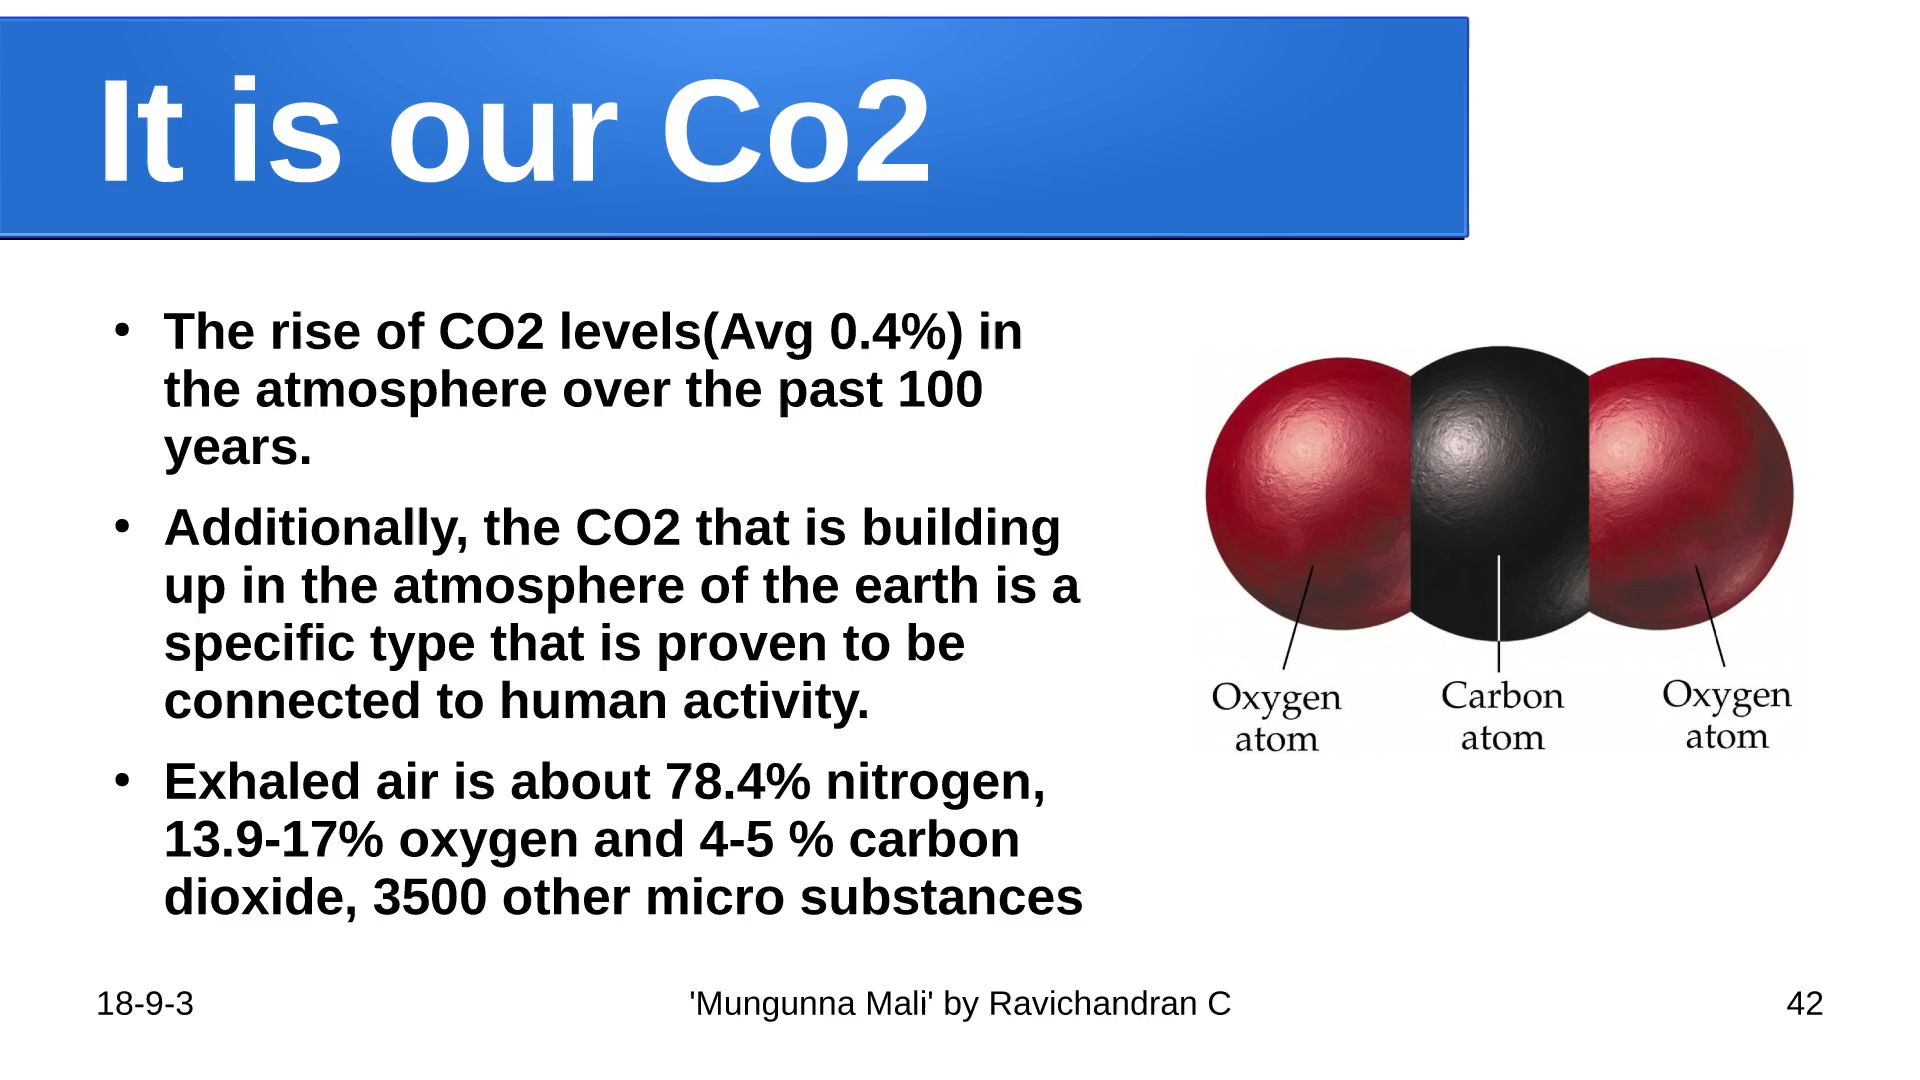 It is our Co2
• The rise of CO2 levels(Avg 0.4%) in
the atmosphere over the past 100
years.
• Additionally, the CO2 that is building
up in the atmosphere of the earth is a
specific type that is proven to be
connected to human activity.
• Exhaled air is about 78.4% nitrogen,
13.9-17% oxygen and 4-5 % carbon
dioxide, 3500 other micro substances
Oxygen
atom
Carbon
atom
Oxygen
atom
18-9-3
'Mungunna Mali' by Ravichandran C
42